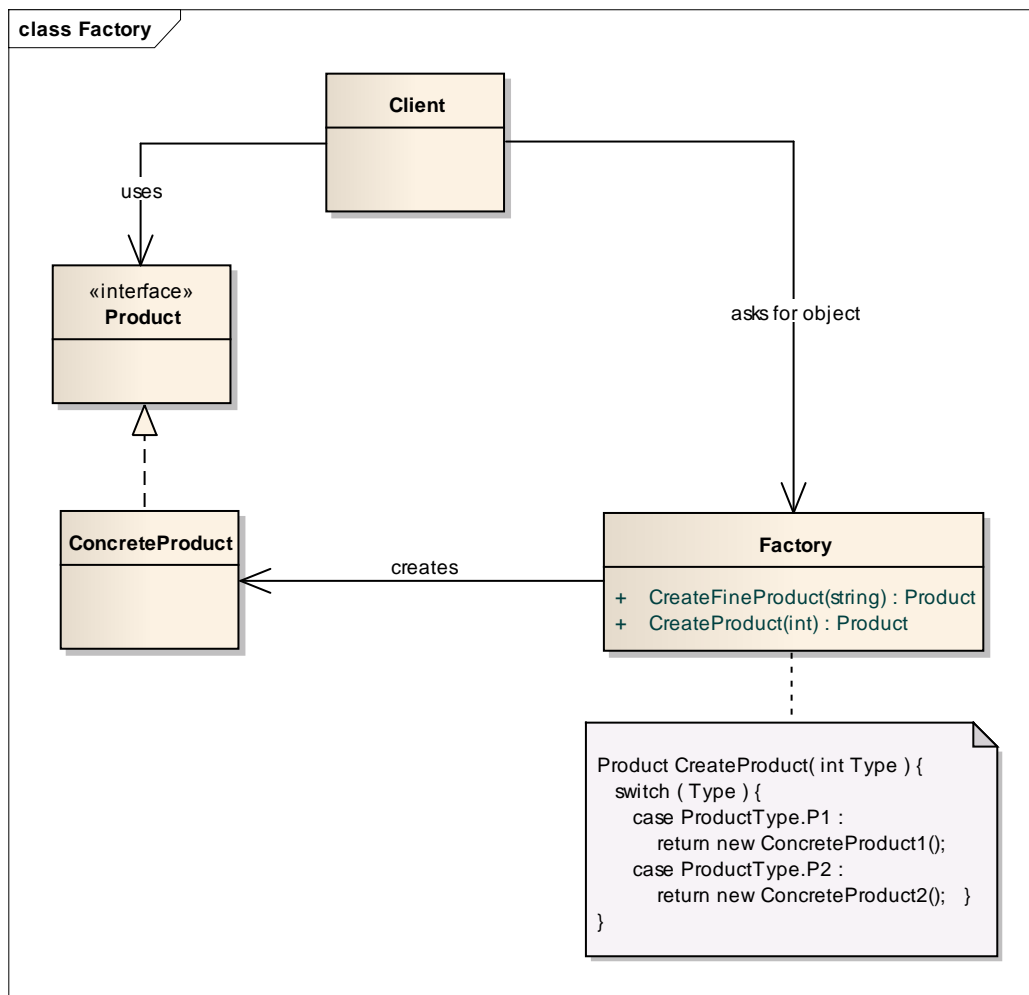 class Factory
Client
uses
«interface»
Product
asks for object
ConcreteProduct
creates
Factory
+ CreateFineProduct(string) : Product
+ CreateProduct(int) : Product
Product CreateProduct( int Type ) {
switch ( Type ) {
case ProductType.P1 :
return new ConcreteProduct1();
case ProductType.P2 :
return new ConcreteProduct2(); }
}